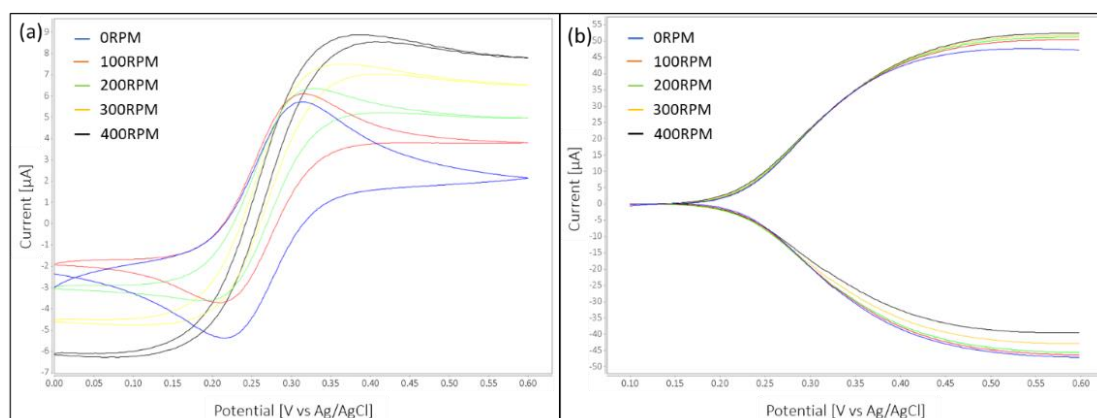 (a)
0RPM
100RPM
200RPM
300RPM
400RPM
Current [µA]
9
8
7
6
5
4
3
2
1
0
-1
-2
-3
-4
-5
-6
-7
0.00 0.05 0.10 0.15 0.20 0.25 0.30 0.35 0.40 0.45 0.50 0.55 0.60
Potential [V vs Ag/AgCl]
(b)
0RPM
100RPM
200RPM
300RPM
400RPM
Current [µA]
55
50
45
40
35
30
25
20
15
10
5
0
-5
-10
-15
-20
-25
-30
-35
-40
-45
-50
0.10 0.15 0.20 0.25 0.30 0.35 0.40 0.45 0.50 0.55 0.60
Potential [V vs Ag/AgCl]